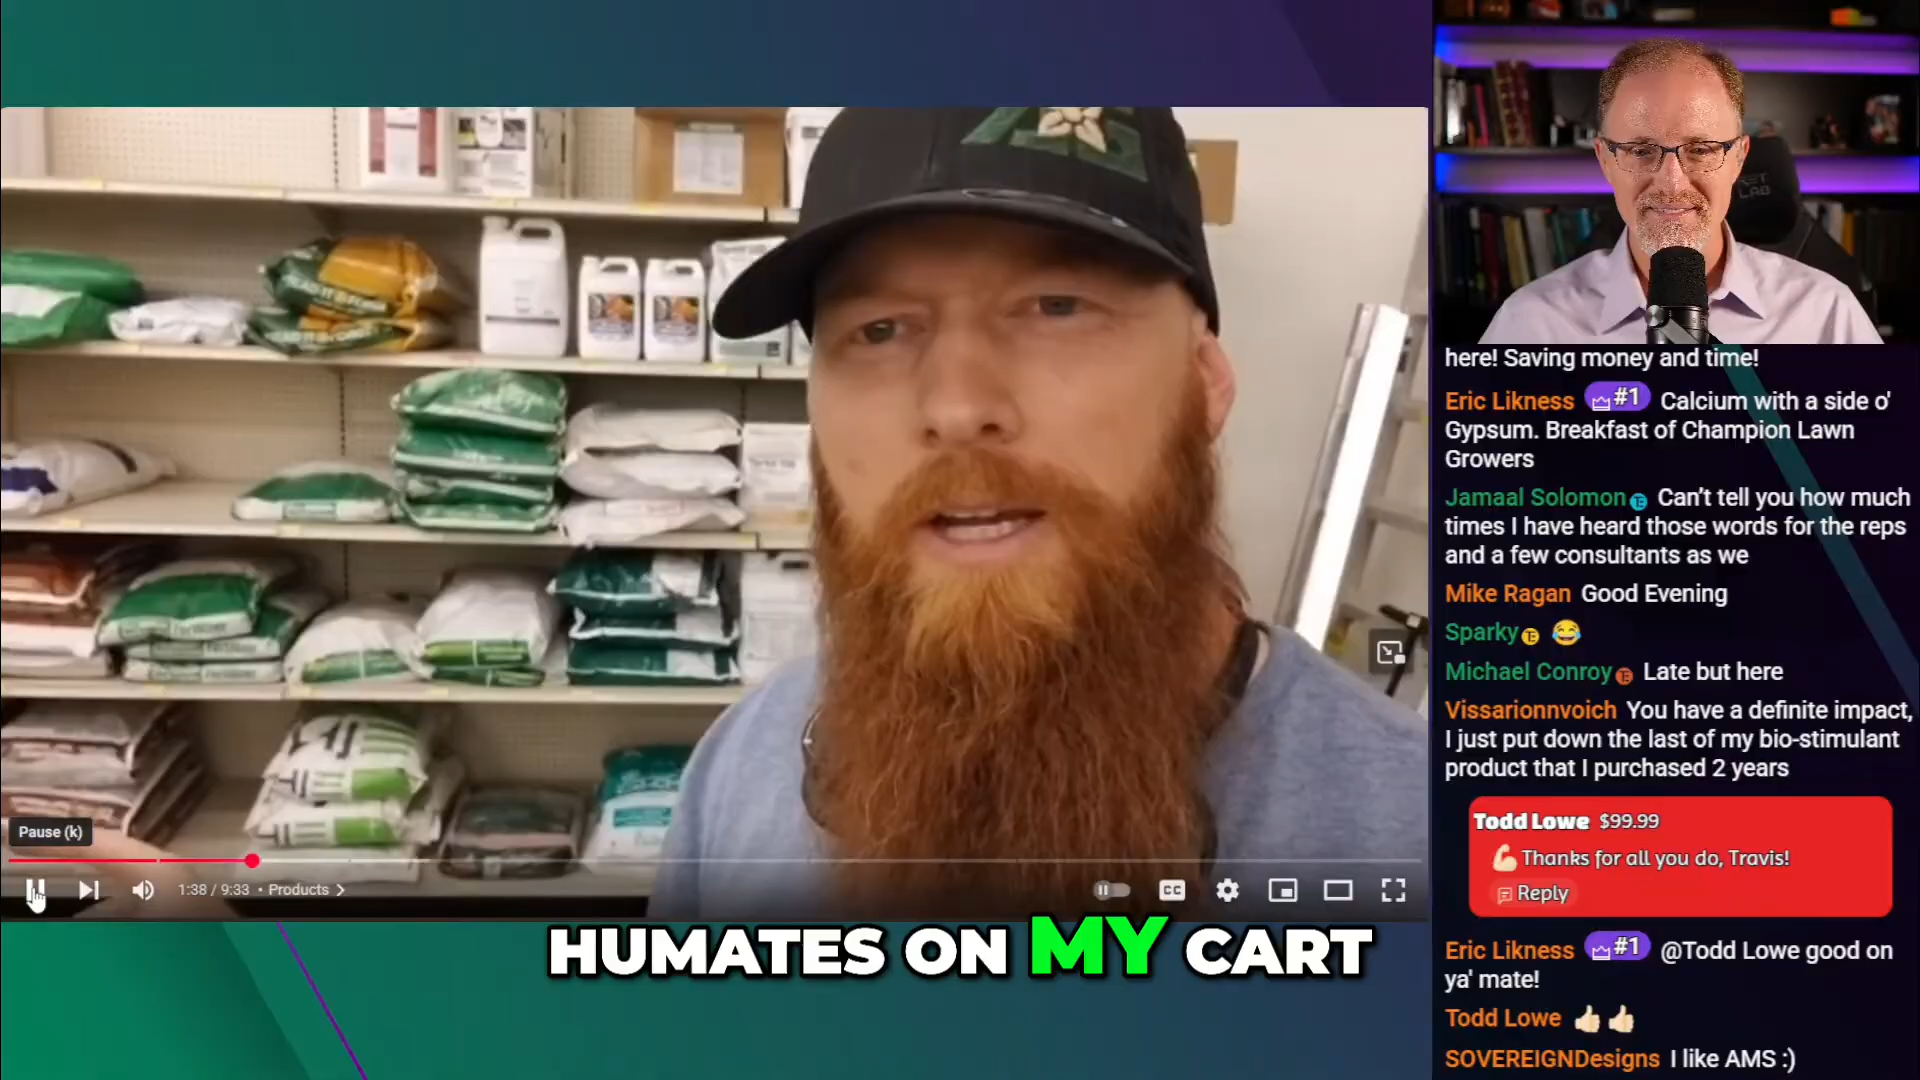 Pause (k)
1:38 / 9:33 • Products
CC
HUMATES ON MY CART
here! Saving money and time!
Eric Likness #1 Calcium with a side o'
Gypsum. Breakfast of Champion Lawn
Growers
Jamaal Solomon Can't tell you how much
times I have heard those words for the reps
and a few consultants as we
Mike Ragan Good Evening
Sparky 😂
Michael Conroy Late but here
Vissarionnvoich You have a definite impact,
I just put down the last of my bio-stimulant
product that I purchased 2 years
Todd Lowe $99.99
💪🏻Thanks for all you do, Travis!
Reply
Eric Likness #1 @Todd Lowe good on
ya' mate!
Todd Lowe 👍🏻👍🏻
SOVEREIGNDesigns I like AMS :)